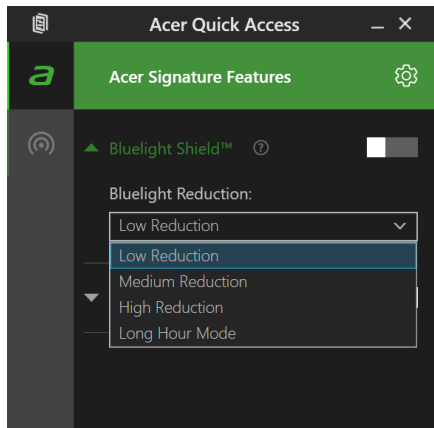 Acer Quick Access
a
Acer Signature Features
Bluelight Shield™ ?
Bluelight Reduction:
Low Reduction
Low Reduction
Medium Reduction
High Reduction
Long Hour Mode